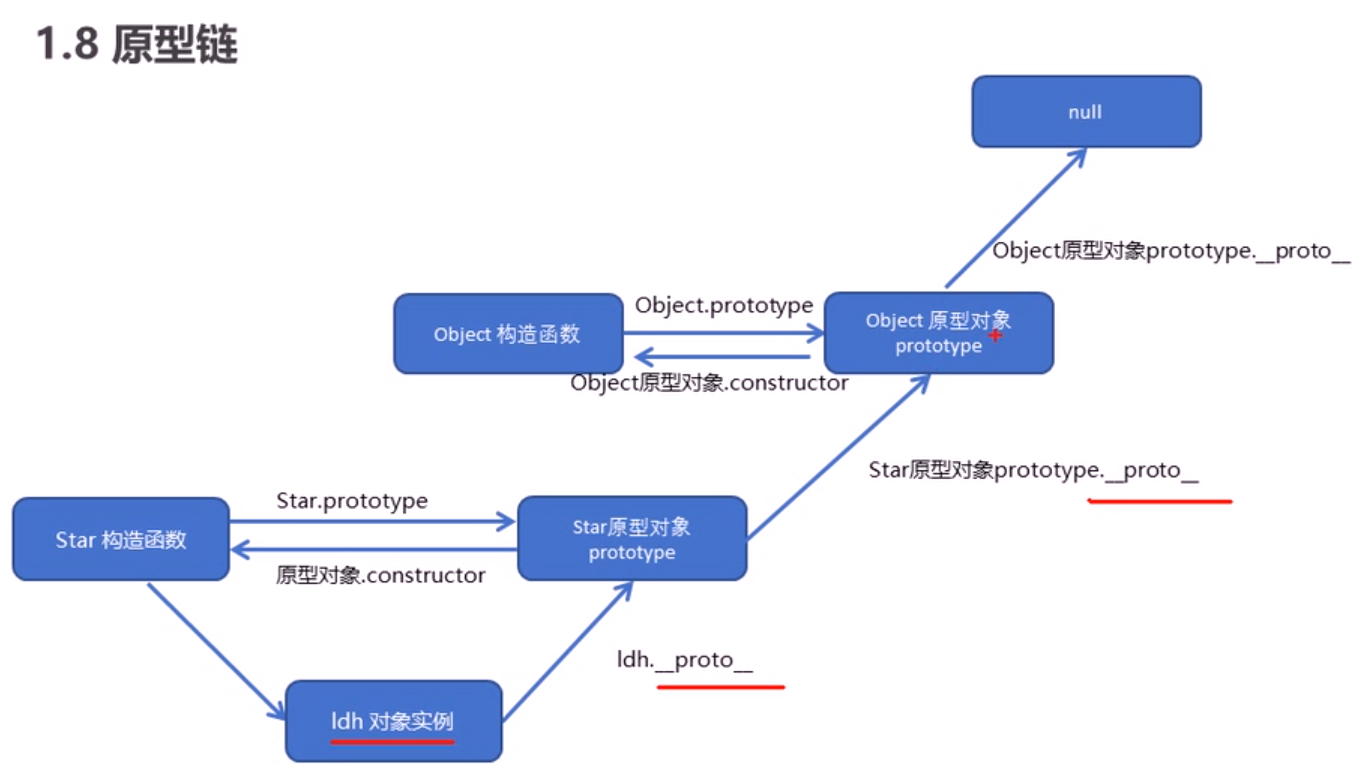 1.8 原型链
null
Object原型对象prototype.__proto__
Object.prototype
Object 构造函数
Object 原型对象
prototype
Object原型对象.constructor
Star原型对象prototype.__proto__
Star.prototype
Star 构造函数
Star原型对象
prototype
原型对象.constructor
ldh.__proto__
ldh 对象实例